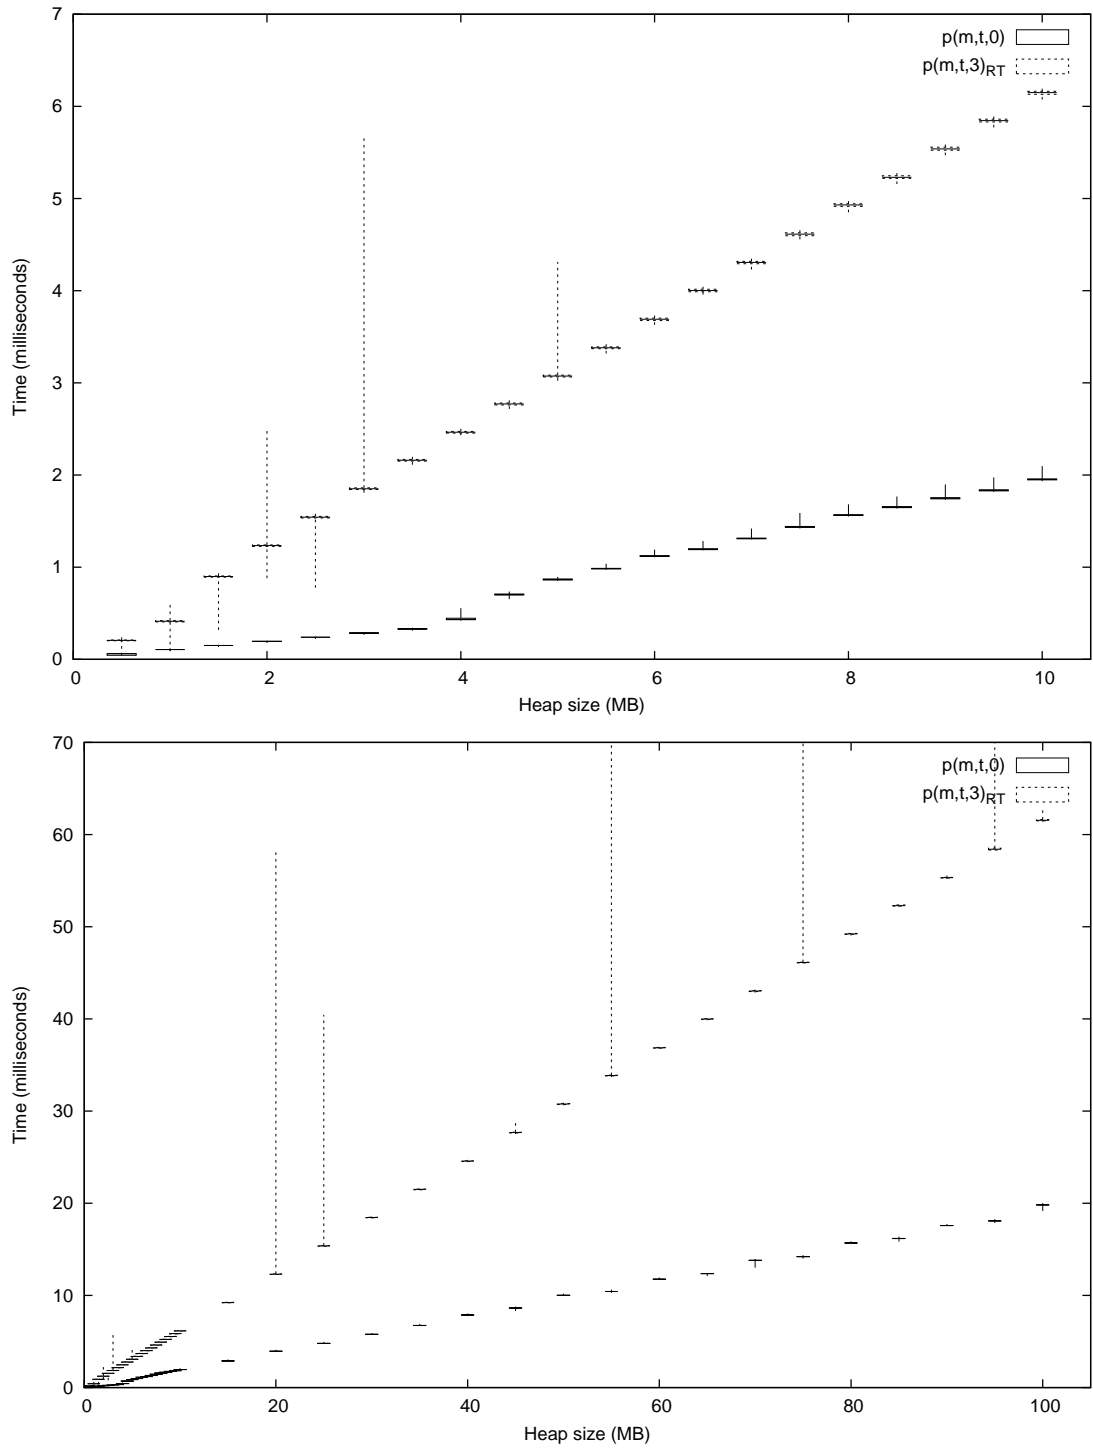 7
6
5
4
3
2
1
0
Time (milliseconds)
p(m,t,0)
p(m,t,3)RT
0 2 4 6 8 10
Heap size (MB)
70
60
50
40
30
20
10
0
Time (milliseconds)
p(m,t,0)
p(m,t,3)RT
0 20 40 60 80 100
Heap size (MB)